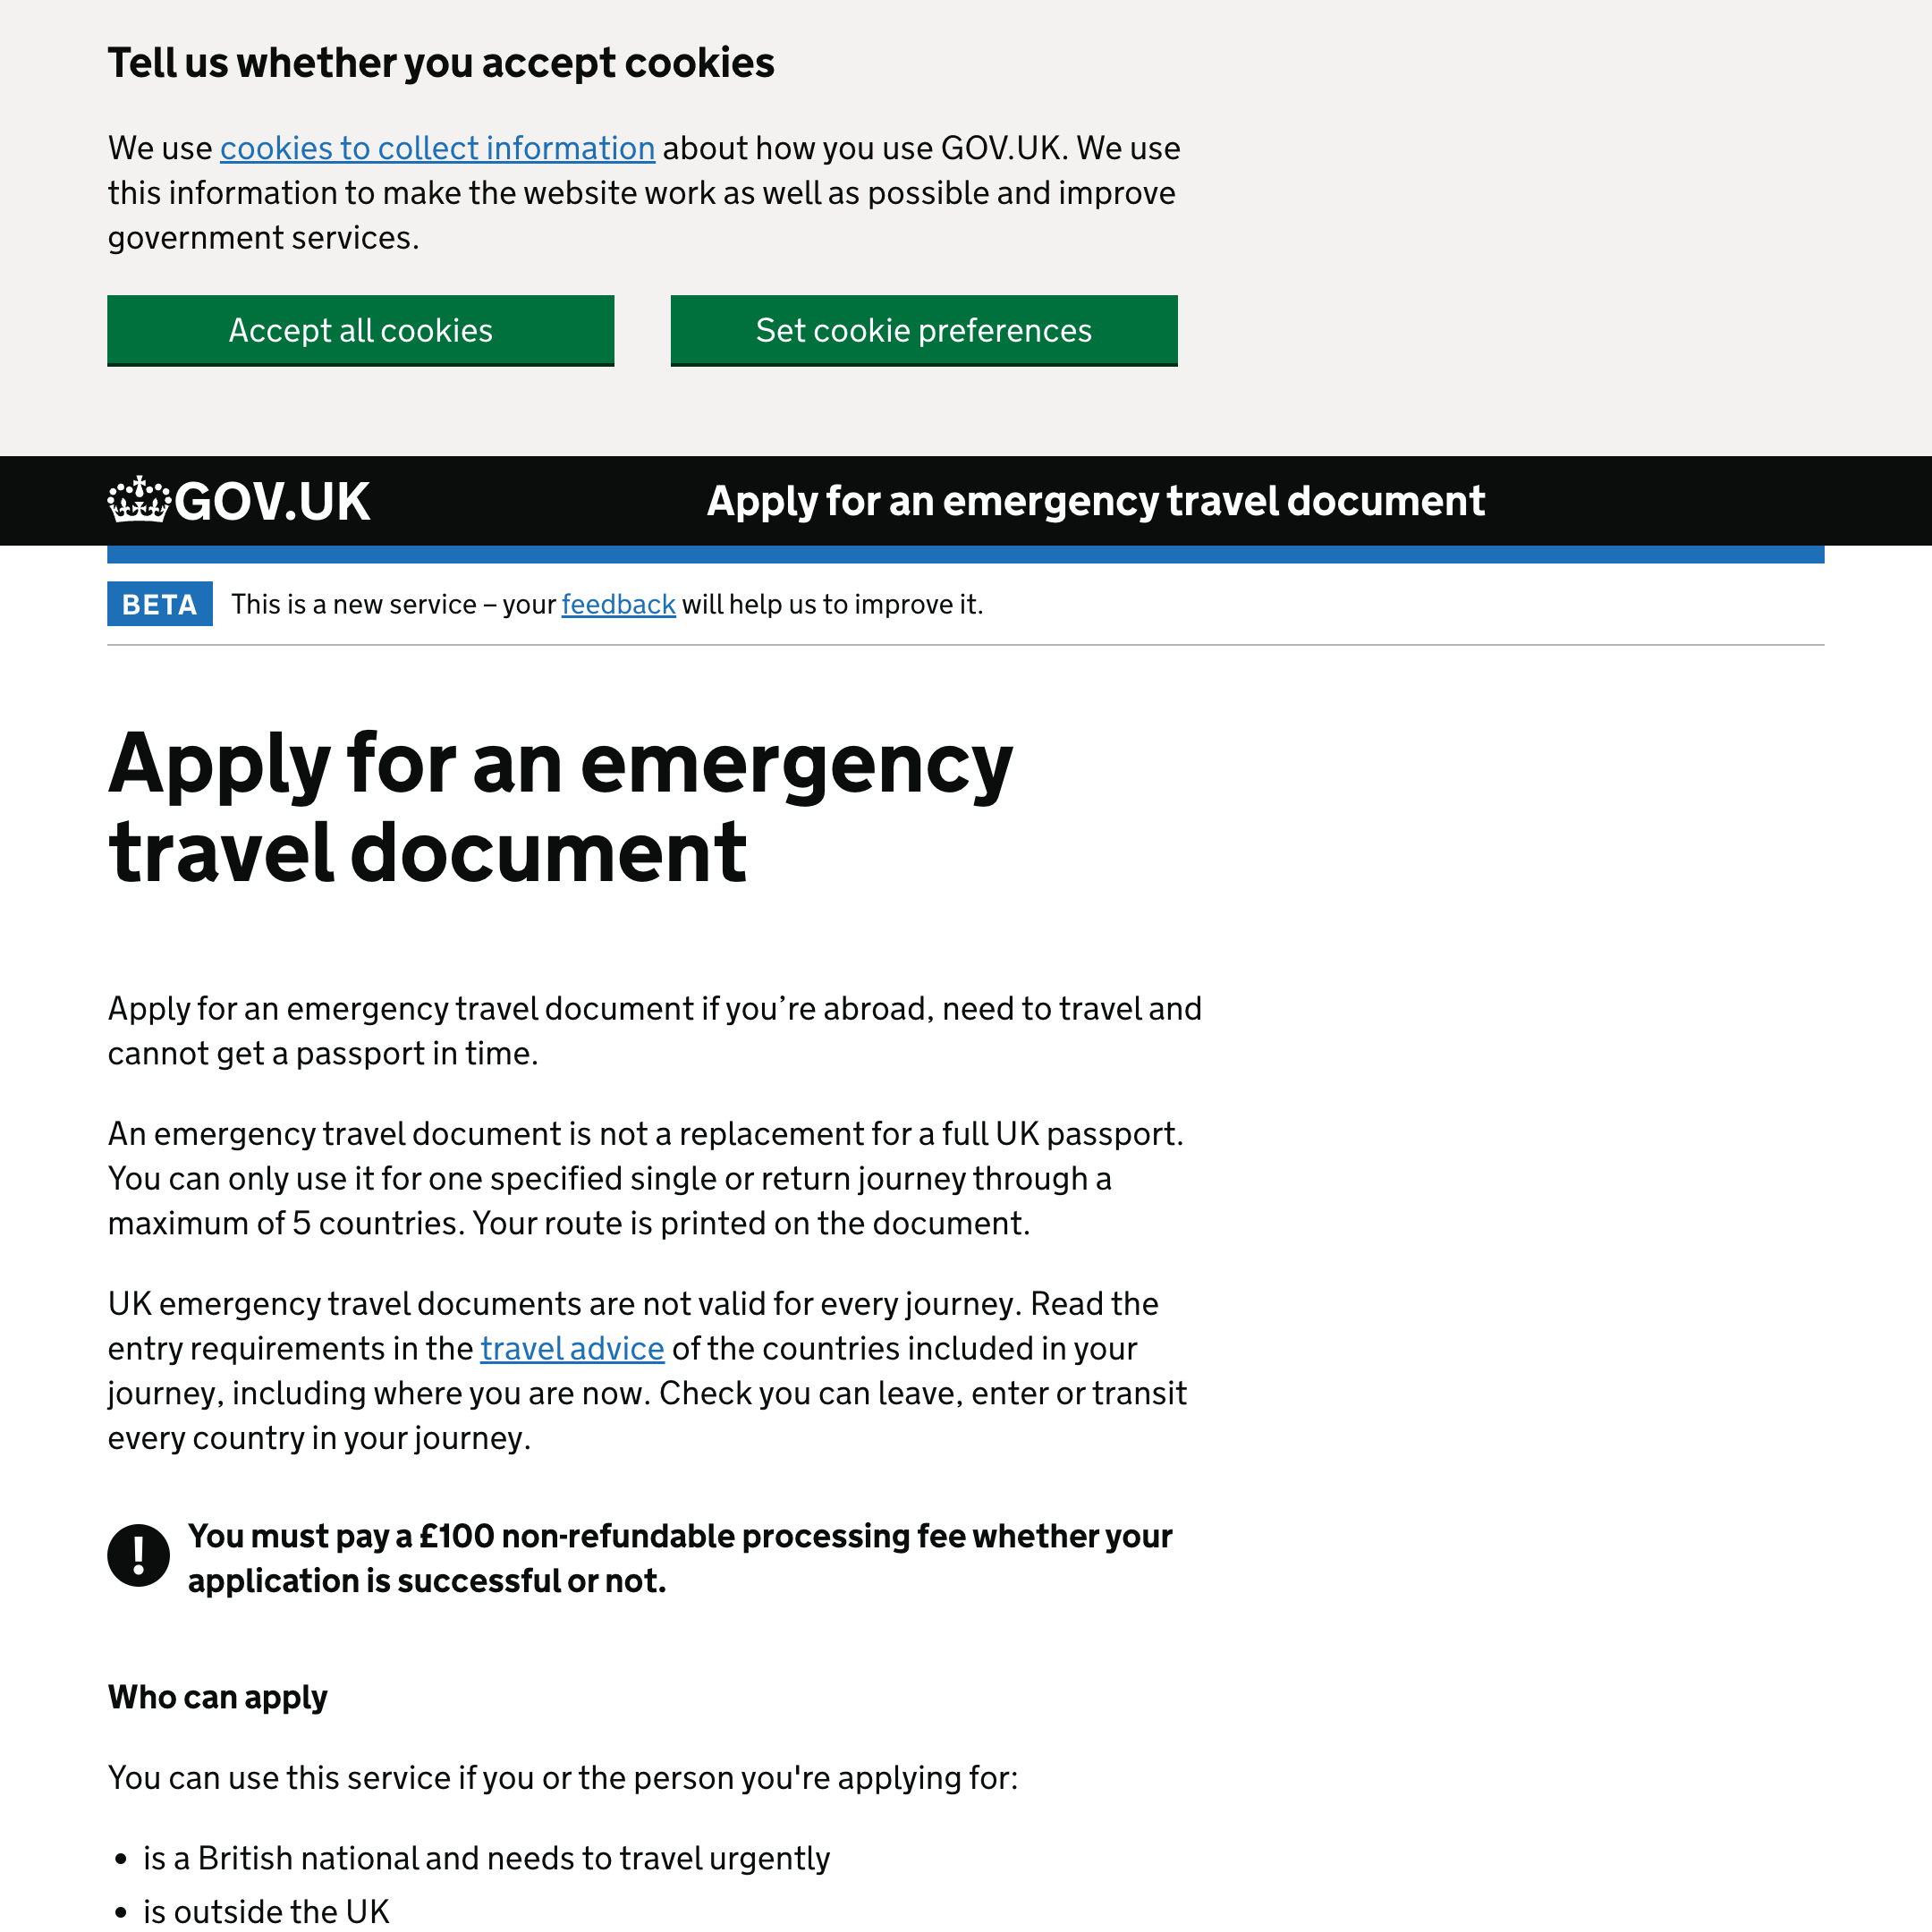 Tell us whether you accept cookies
We use cookies to collect information about how you use GOV.UK. We use
this information to make the website work as well as possible and improve
government services.
Accept all cookies
Set cookie preferences
GOV.UK
Apply for an emergency travel document
BETA
This is a new service – your feedback will help us to improve it.
Apply for an emergency
travel document
Apply for an emergency travel document if you’re abroad, need to travel and
cannot get a passport in time.
An emergency travel document is not a replacement for a full UK passport.
You can only use it for one specified single or return journey through a
maximum of 5 countries. Your route is printed on the document.
UK emergency travel documents are not valid for every journey. Read the
entry requirements in the travel advice of the countries included in your
journey, including where you are now. Check you can leave, enter or transit
every country in your journey.
! You must pay a £100 non-refundable processing fee whether your
application is successful or not.
Who can apply
You can use this service if you or the person you're applying for:
• is a British national and needs to travel urgently
• is outside the UK